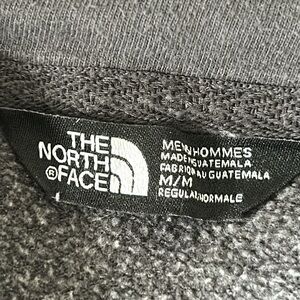 THE
NORTH
FACE®
MEN/HOMMES
MADE IN GUATEMALA
FABRIQUÉ AU GUATEMALA
M/M
REGULAR/NORMALE